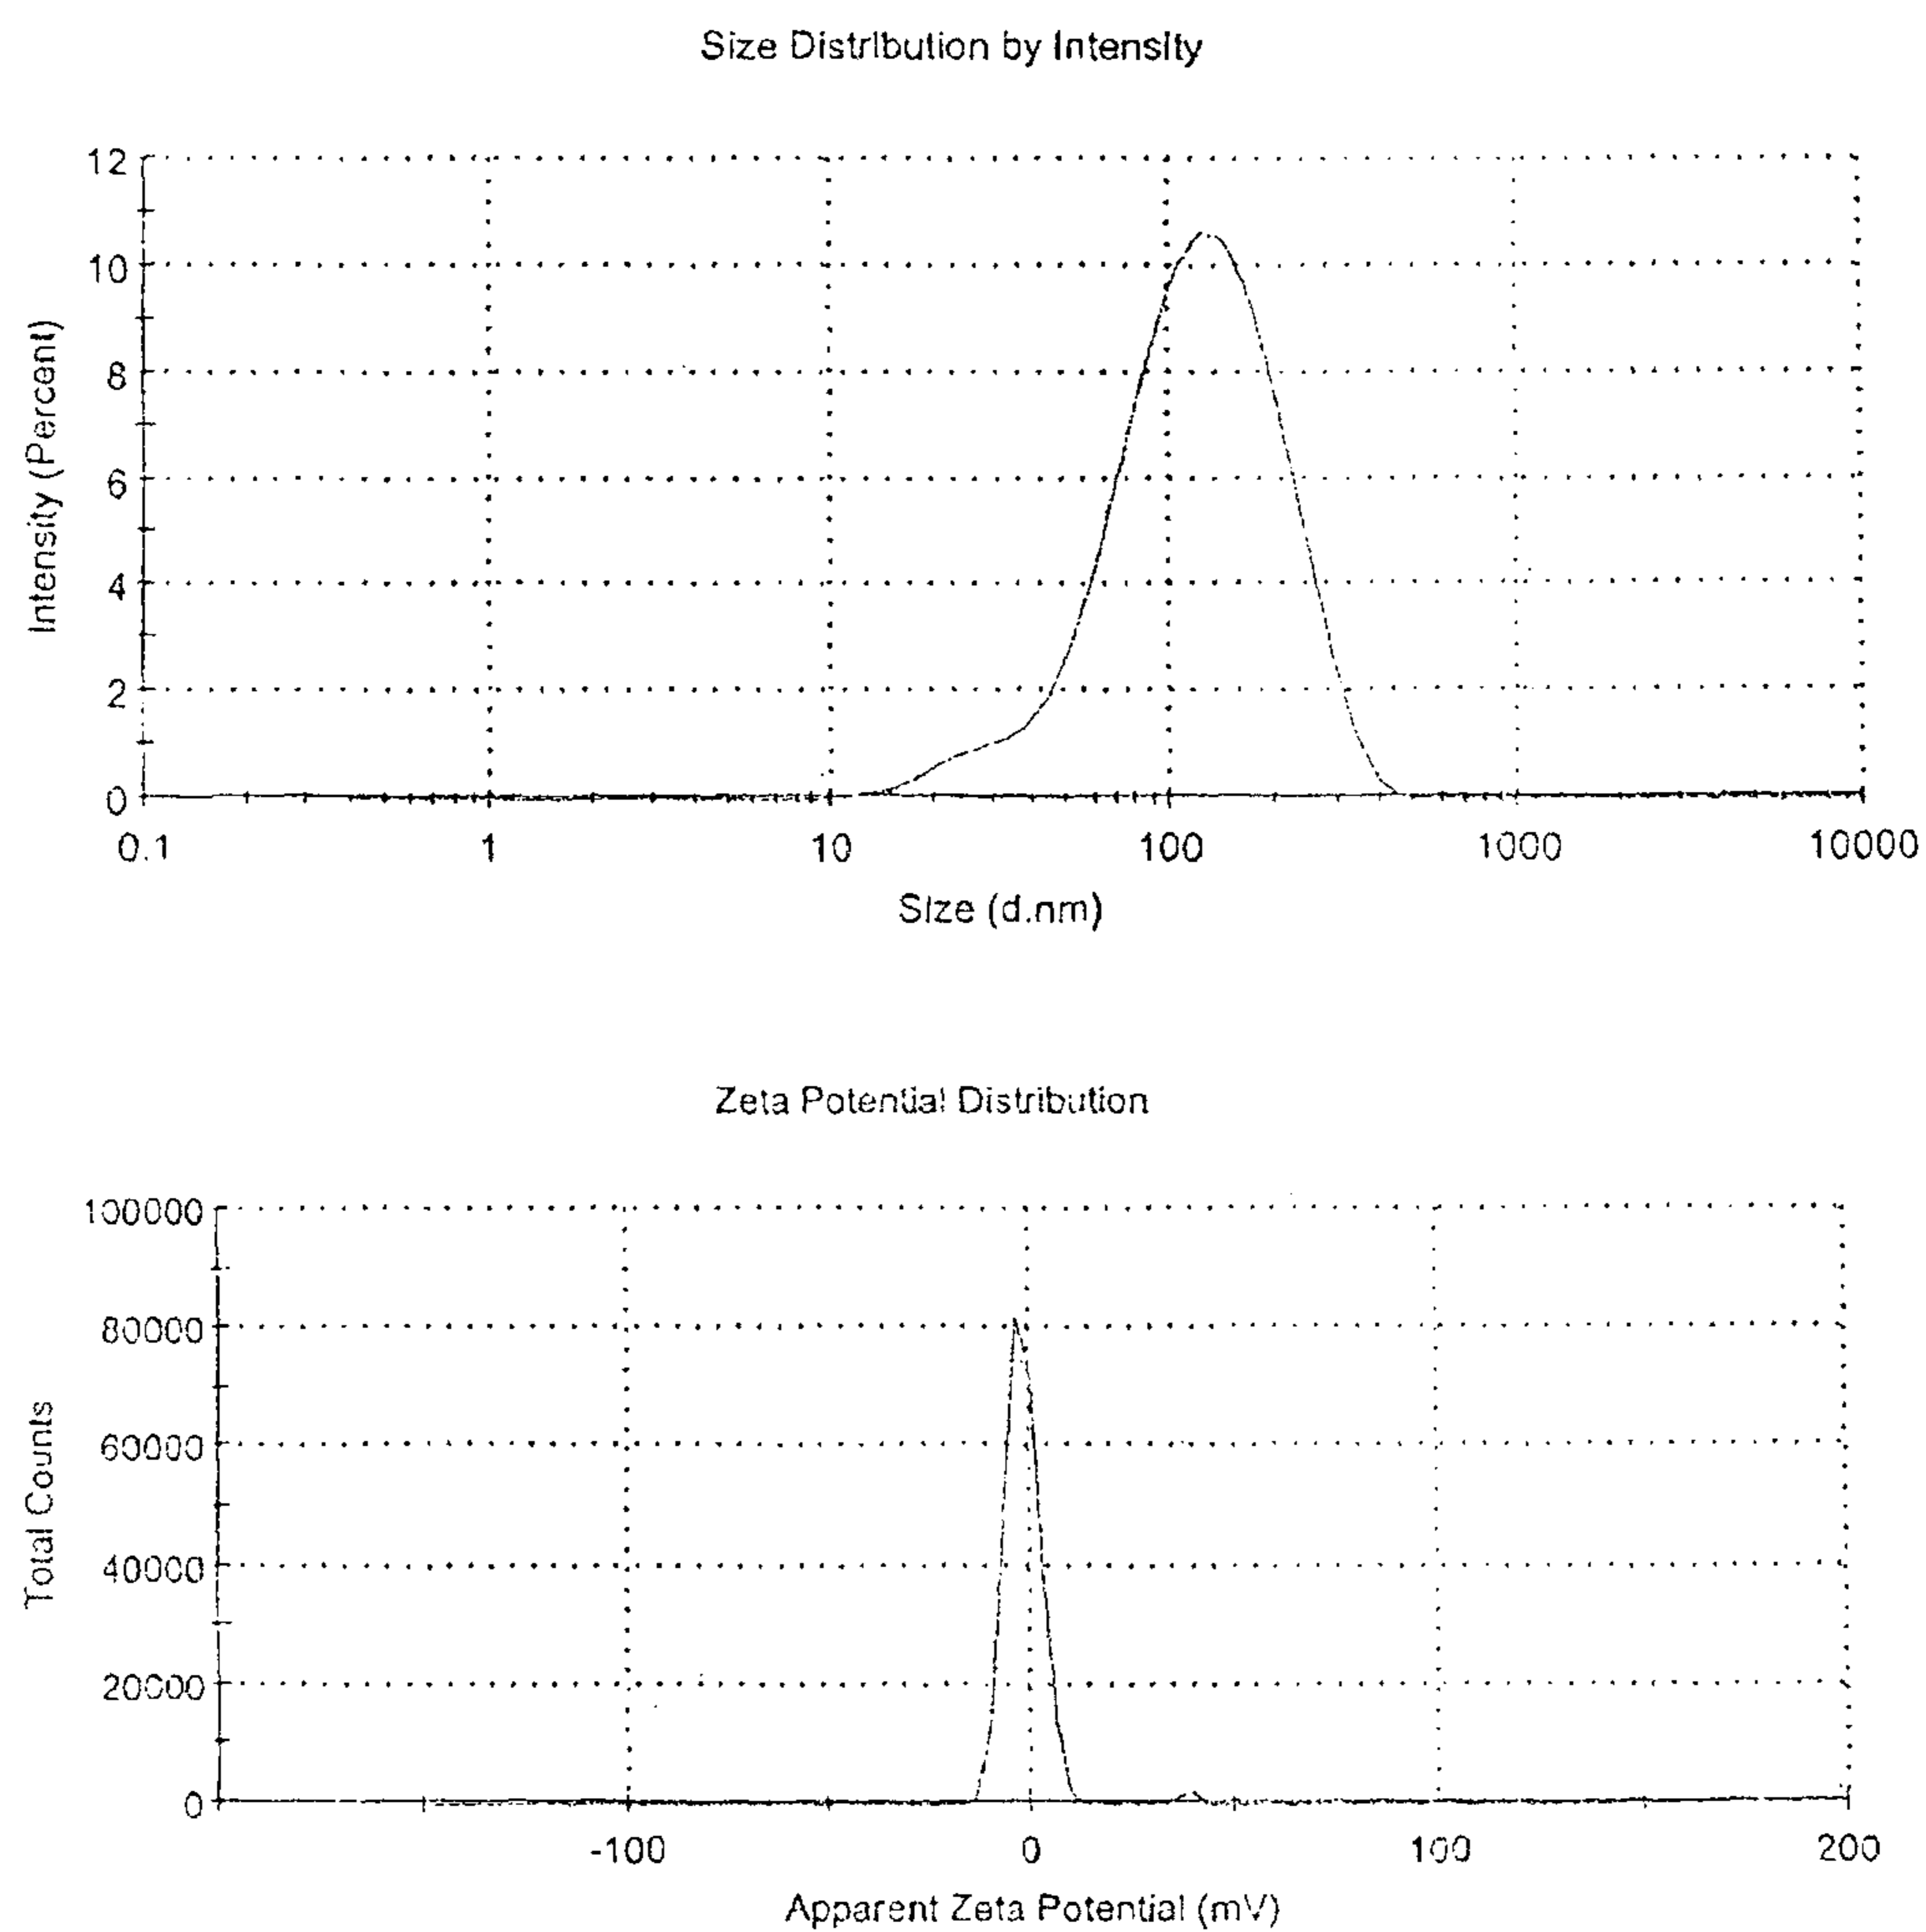 Size Distribution by Intensity
12
10
8
6
4
2
0
Intensity (Percent)
0.1 1 10 100 1000 10000
Size (d.nm)
Zeta Potential Distribution
100000
80000
60000
40000
20000
0
Total Counts
-100 0 100 200
Apparent Zeta Potential (mV)